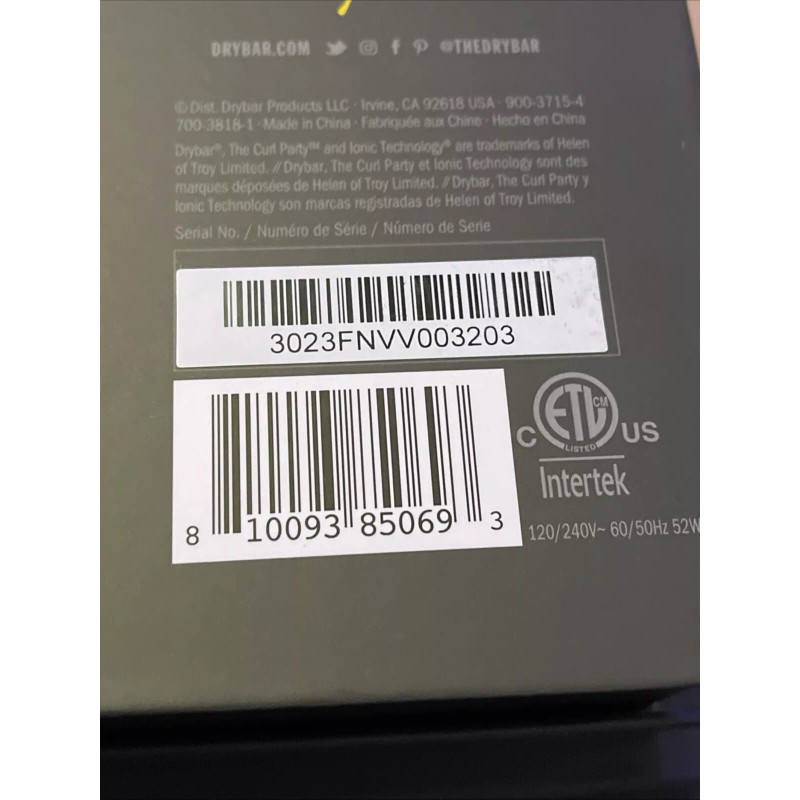 DRYBAR.COM @THEDRYBAR
© Dist. Drybar Products LLC · Irvine, CA 92618 USA · 900-3715-4
700-3818-1 · Made in China · Fabriquée aux Chine · Hecho en China
Drybar®, The Curl Party™ and Ionic Technology® are trademarks of Helen
of Troy Limited. // Drybar, The Curl Party et Ionic Technology sont des
marques déposées de Helen of Troy Limited. // Drybar, The Curl Party y
Ionic Technology son marcas registradas de Helen of Troy Limited.
Serial No. / Numéro de Série / Número de Serie
3023FNVV003203
8 10093 85069 3
C ETL CM US
LISTED
Intertek
120/240V~ 60/50Hz 52W